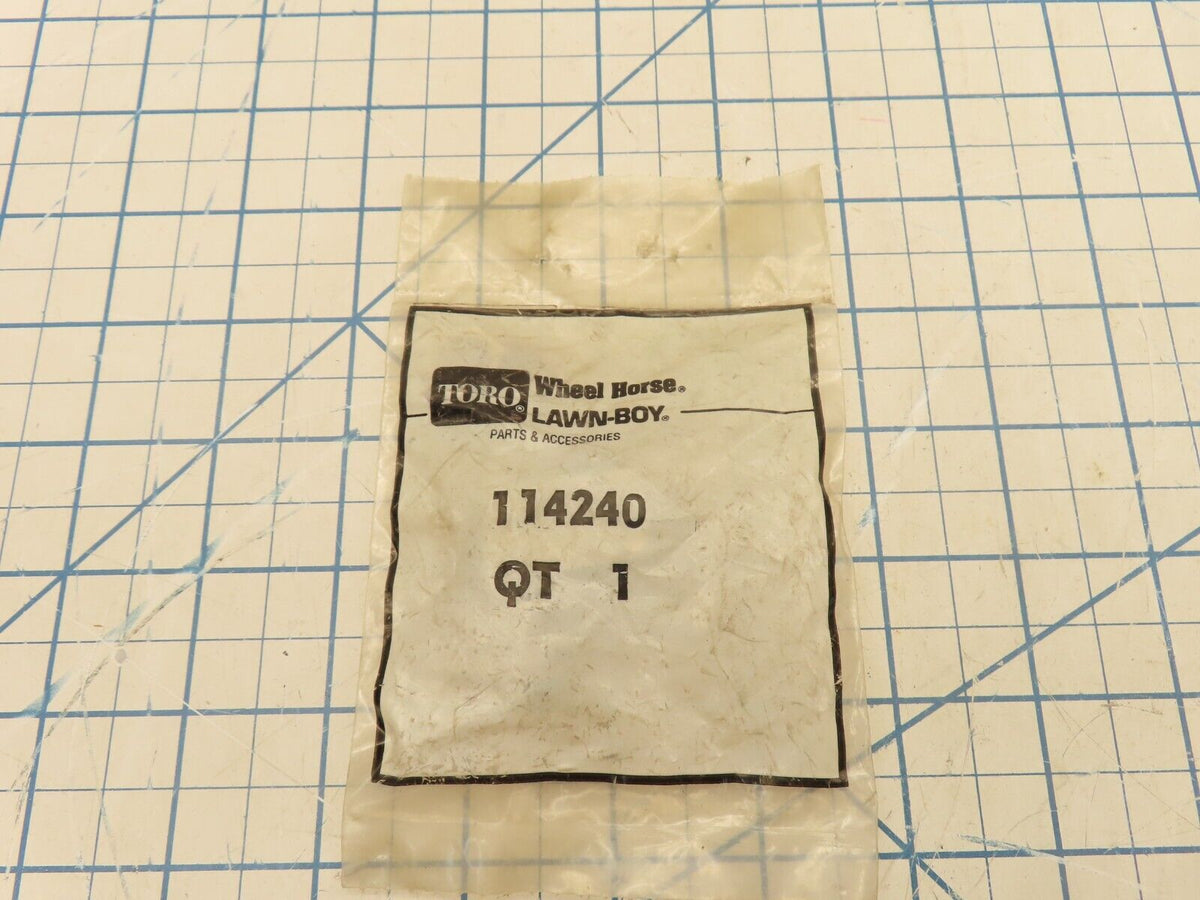 TORO® Wheel Horse®
LAWN-BOY®
PARTS & ACCESSORIES
114240
QT 1